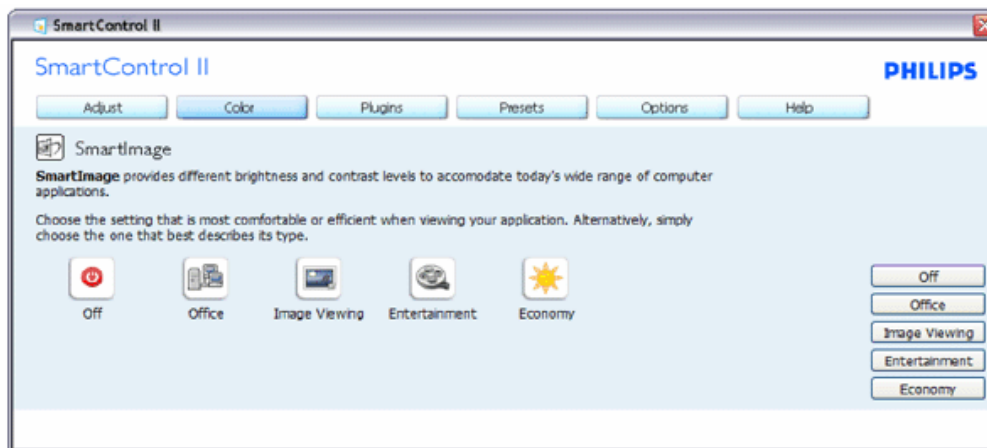 SmartControl II
SmartControl II
PHILIPS
Adjust Color Plugins Presets Options Help
SmartImage
SmartImage provides different brightness and contrast levels to accomodate today's wide range of computer
applications.
Choose the setting that is most comfortable or efficient when viewing your application. Alternatively, simply
choose the one that best describes its type.
Off Office Image Viewing Entertainment Economy
Off
Office
Image Viewing
Entertainment
Economy